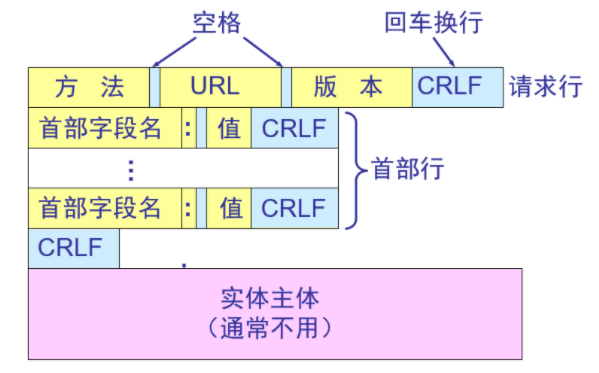 空格 回车换行
方 法 URL 版 本 CRLF 请求行
首部字段名 : 值 CRLF
⋮ 首部行
首部字段名 : 值 CRLF
CRLF
实体主体
（通常不用）